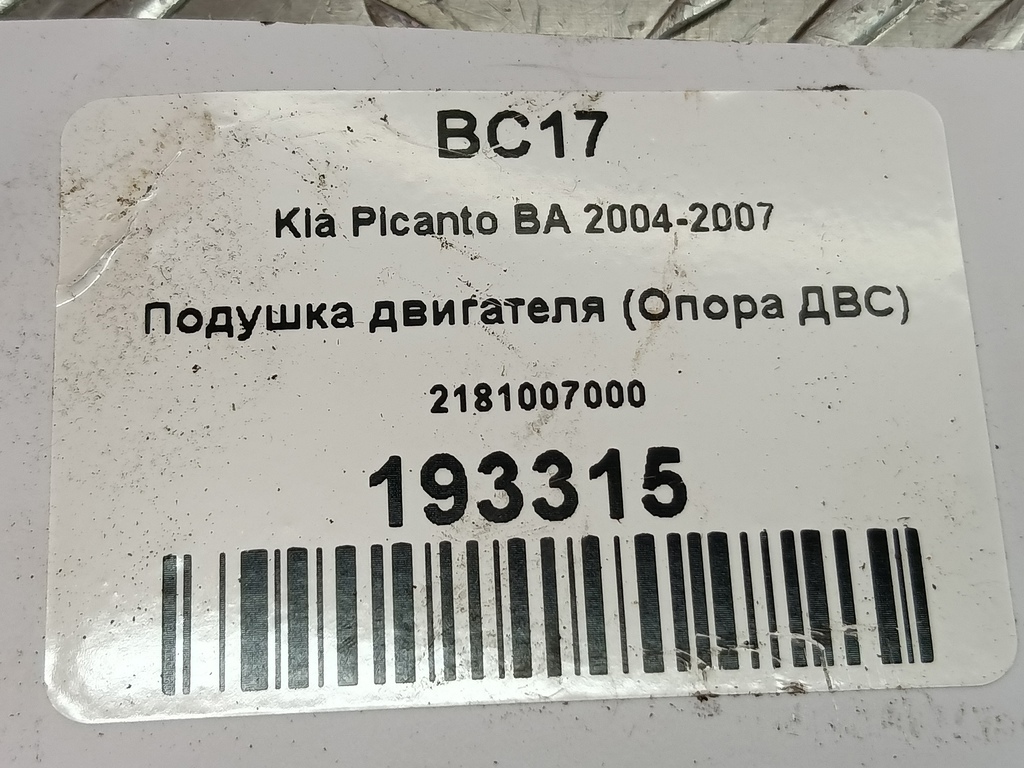 BC17
Kia Picanto BA 2004-2007
Подушка двигателя (Опора ДВС)
2181007000
193315